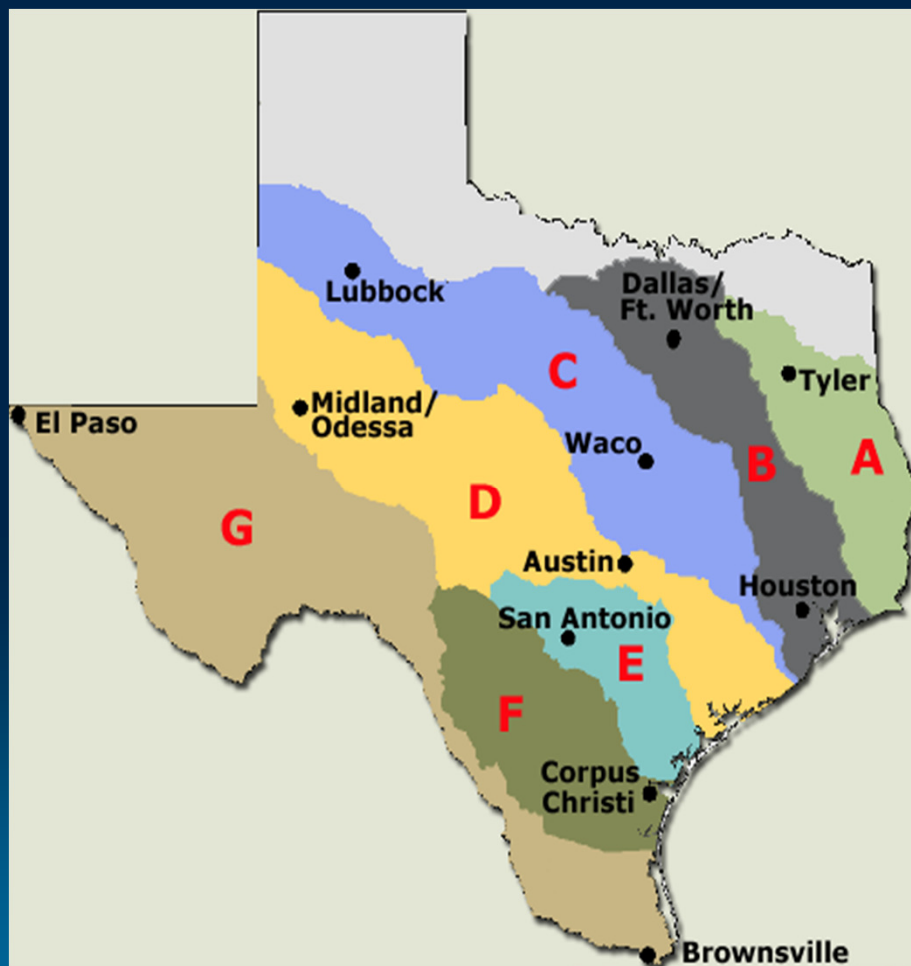 Dallas/
Ft. Worth
Lubbock
C
Tyler
Midland/
Odessa
El Paso
Waco
B
A
D
G
Austin
Houston
San Antonio
E
F
Corpus
Christi
Brownsville